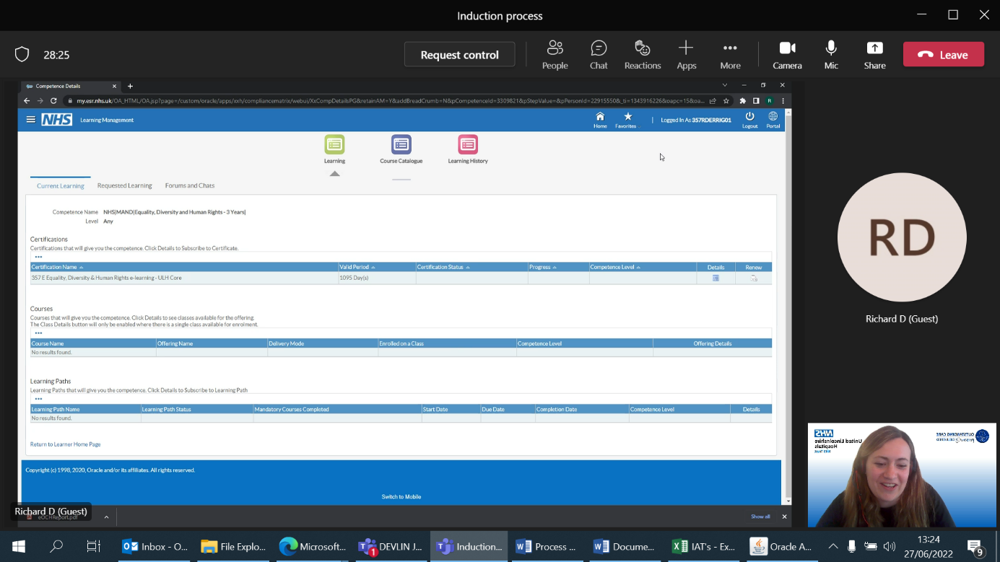 Induction process
28:25
Request control
People
Chat
Reactions
Apps
More
Camera
Mic
Share
Leave
Competence Details
my.esr.nhs.uk/OA_HTML/OA.jsp?page=/custom/oracle/apps/xxh/compliancematrix/webui/XxCompDetailsPG&retainAM=Y&addBreadCrumb=N&pCompetenceId=3309821&pStepValue=&pPersonId=22915550&_ti=1343916226&oapc=15&oa...
R
NHS Learning Management
Home
Favorites
Logged In As 357RDERRIG01
Logout
Portal
Learning
Course Catalogue
Learning History
Current Learning
Requested Learning
Forums and Chats
Competence Name NHS|MAND|Equality, Diversity and Human Rights - 3 Years|
Level Any
Certifications
Certifications that will give you the competence. Click Details to Subscribe to Certificate.
Certification Name Valid Period Certification Status Progress Competence Level Details Renew
357 E Equality, Diversity & Human Rights e-learning - ULH Core 1095 Day(s)
Courses
Courses that will give you the competence. Click Details to see classes available for the offering.
The Class Details button will only be enabled where there is a single class available for enrolment.
Course Name Offering Name Delivery Mode Enrolled on a Class Competence Level Offering Details
No results found.
Learning Paths
Learning Paths that will give you the competence. Click Details to Subscribe to Learning Path
Learning Path Name Learning Path Status Mandatory Courses Completed Start Date Due Date Completion Date Competence Level Details
No results found.
Return to Learner Home Page
Copyright (c) 1998, 2020, Oracle and/or its affiliates. All rights reserved.
Switch to Mobile
Richard D (Guest)
eOCHReport.pdf
Show all
RD
Richard D (Guest)
NHS
United Lincolnshire
Hospitals
NHS Trust
OUTSTANDING CARE
personally DELIVERED
Inbox - O...
File Explo...
Microsoft...
1
DEVLIN J...
Induction...
Process ...
Docume...
IAT's - Ex...
Oracle A...
13:24
27/06/2022
9